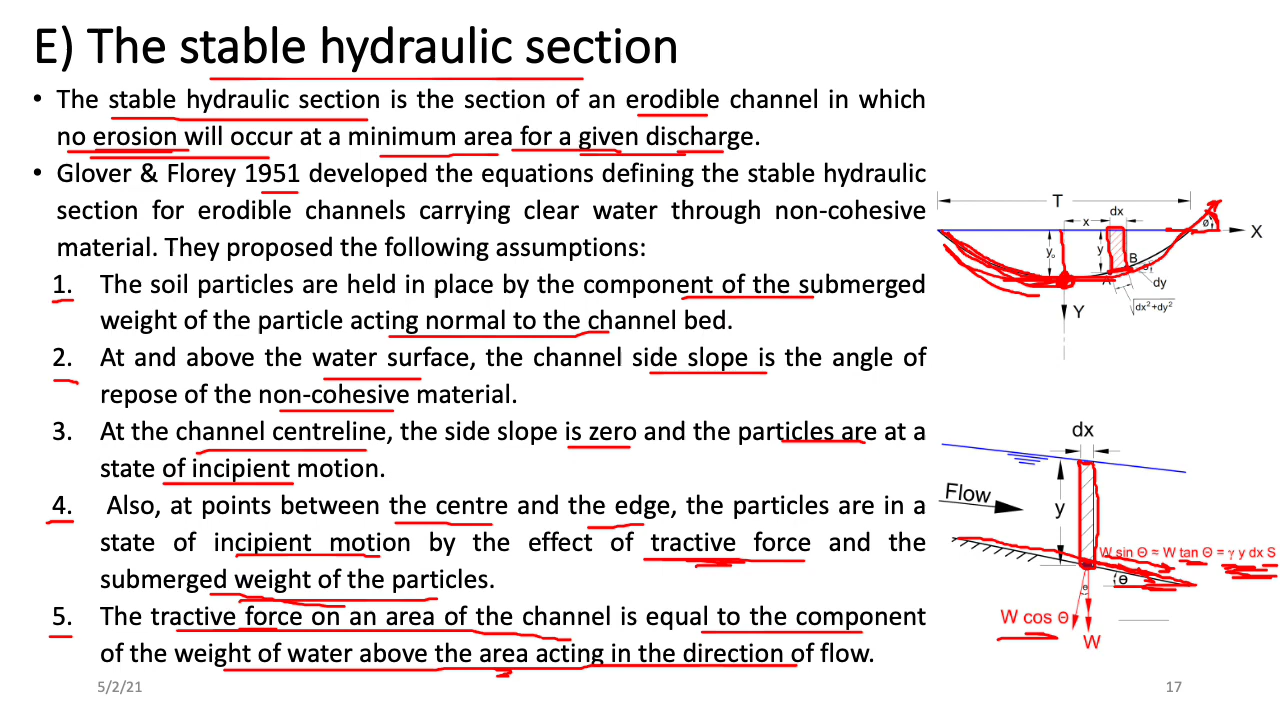 E) The stable hydraulic section
• The stable hydraulic section is the section of an erodible channel in which
no erosion will occur at a minimum area for a given discharge.
• Glover & Florey 1951 developed the equations defining the stable hydraulic
section for erodible channels carrying clear water through non-cohesive
material. They proposed the following assumptions:
1. The soil particles are held in place by the component of the submerged
weight of the particle acting normal to the channel bed.
2. At and above the water surface, the channel side slope is the angle of
repose of the non-cohesive material.
3. At the channel centreline, the side slope is zero and the particles are at a
state of incipient motion.
4. Also, at points between the centre and the edge, the particles are in a
state of incipient motion by the effect of tractive force and the
submerged weight of the particles.
5. The tractive force on an area of the channel is equal to the component
of the weight of water above the area acting in the direction of flow.
T
dx
x
ø
X
y₀
y
B
dy
√dx²+dy²
Y
dx
Flow
y
W sin Θ ≈ W tan Θ = γ y dx S
Θ
Θ
W cos Θ
W
5/2/21
17